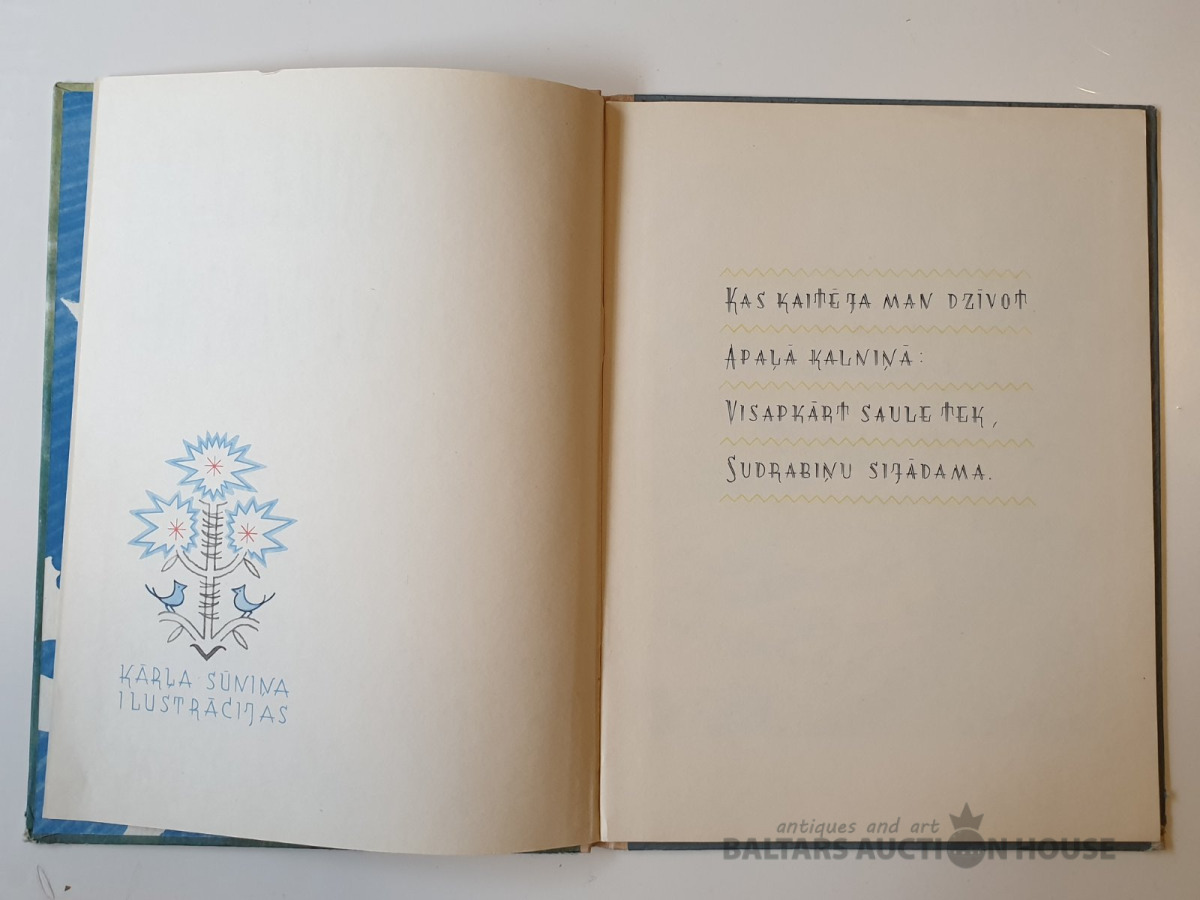 KĀRĻA SŪNIŅA
ILUSTRĀCIJAS
KAS KAITĒJA MAN DZĪVOT
APAĻĀ KALNIŅĀ:
VISAPKĀRT SAULE TEK,
SUDRABIŅU SIJĀDAMA.
antiques and art
BALTARS AUCTION HOUSE